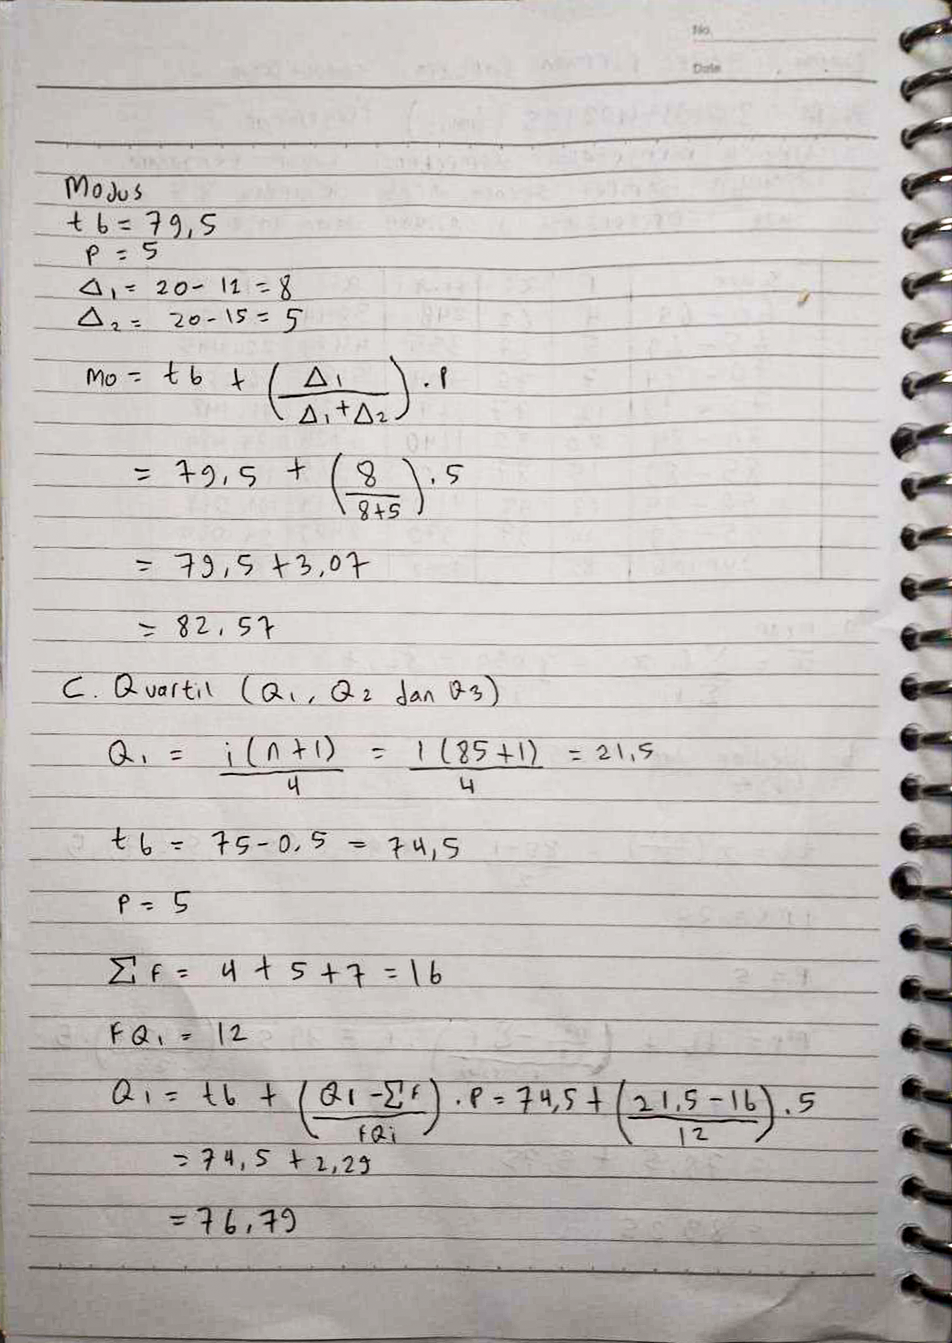 No.
Date
Modus
tb = 79,5
P = 5
Δ₁ = 20 - 12 = 8
Δ₂ = 20 - 15 = 5
Mo = tb + (Δ₁ / Δ₁ + Δ₂) . P
= 79,5 + (8 / 8+5) . 5
= 79,5 + 3,07
= 82,57
C. Quartil (Q₁, Q₂ dan Q3)
Q₁ = i(n+1) / 4 = 1(85+1) / 4 = 21,5
tb = 75 - 0,5 = 74,5
P = 5
Σf = 4 + 5 + 7 = 16
FQ₁ = 12
Q₁ = tb + (Q1 - Σf / fQi) . P = 74,5 + (21,5 - 16 / 12) . 5
= 74,5 + 2,29
= 76,79